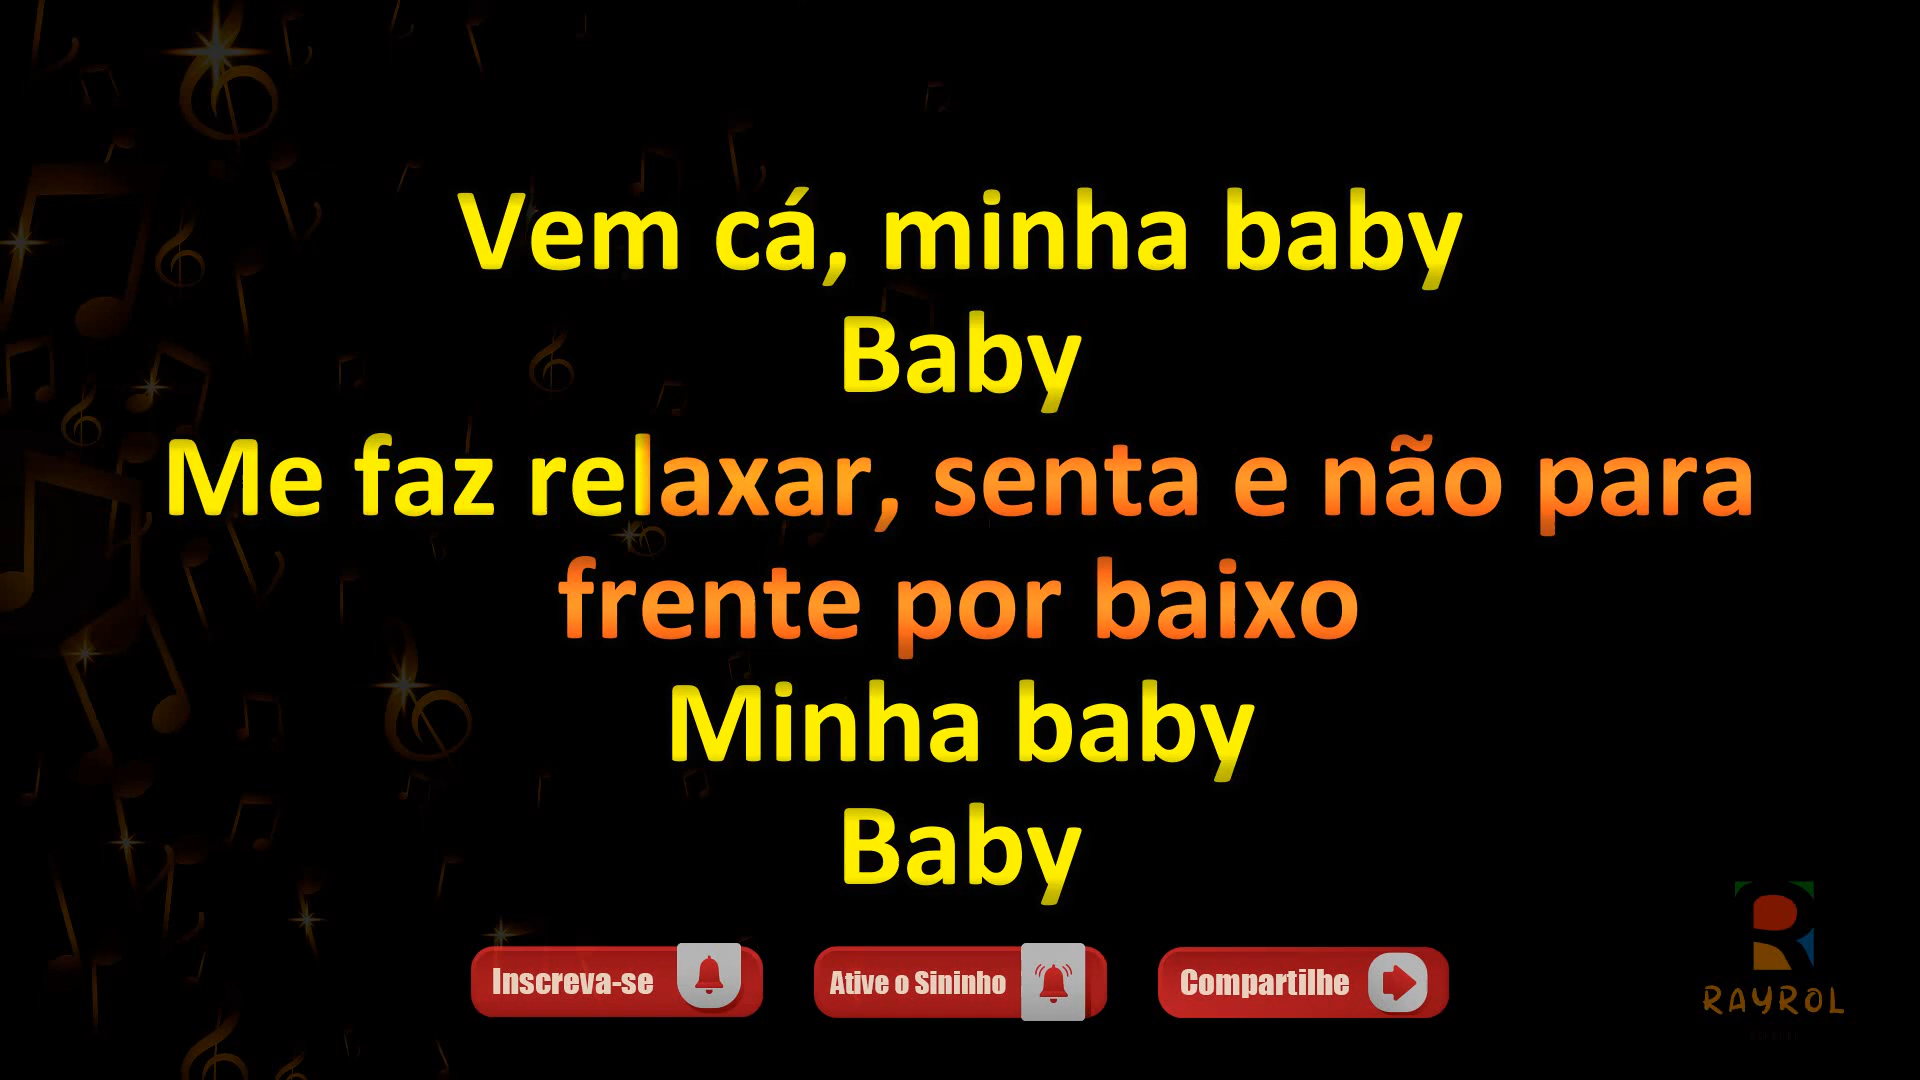 Vem cá, minha baby
Baby
Me faz relaxar, senta e não para
frente por baixo
Minha baby
Baby
Inscreva-se
Ative o Sininho
Compartilhe
RAYROL